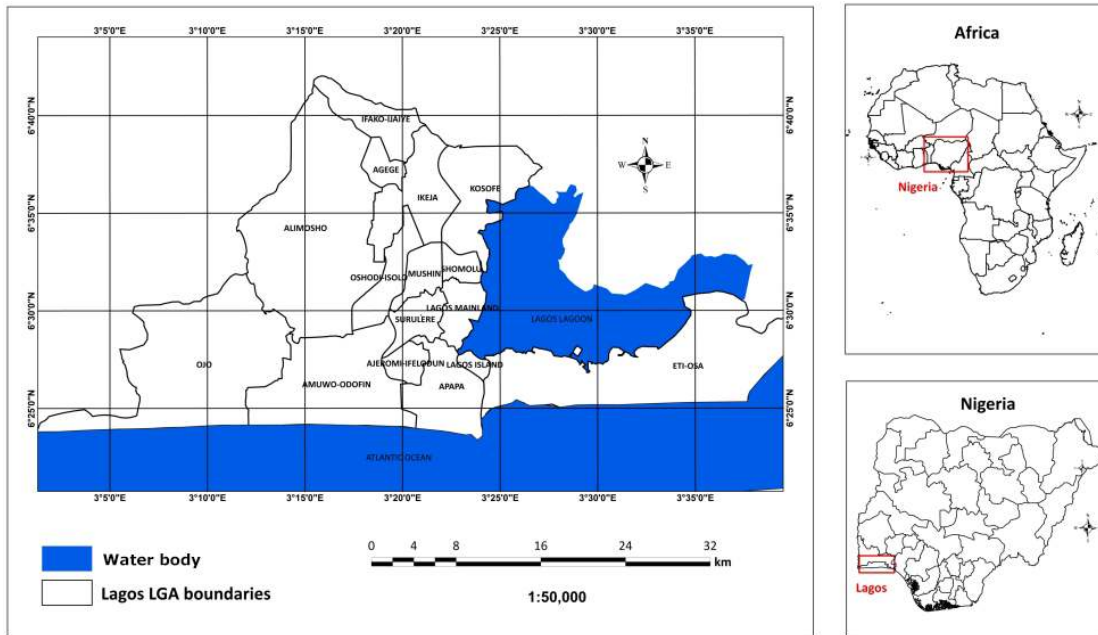 3°5'0"E 3°10'0"E 3°15'0"E 3°20'0"E 3°25'0"E 3°30'0"E 3°35'0"E
6°40'0"N 6°40'0"N
6°35'0"N 6°35'0"N
6°30'0"N 6°30'0"N
6°25'0"N 6°25'0"N
IFAKO-IJAIYE
N
W E
S
AGEGE
KOSOFE
IKEJA
ALIMOSHO
OSHODI-ISOLO
MUSHIN
SHOMOLU
LAGOS MAINLAND
SURULERE
LAGOS LAGOON
OJO
AJEROMI-IFELODUN
LAGOS ISLAND
ETI-OSA
AMUWO-ODOFIN
APAPA
ATLANTIC OCEAN
3°5'0"E 3°10'0"E 3°15'0"E 3°20'0"E 3°25'0"E 3°30'0"E 3°35'0"E
Water body
Lagos LGA boundaries
0 2 4 6 8 16 24 32
km
1:50,000
Africa
Nigeria
Nigeria
Lagos